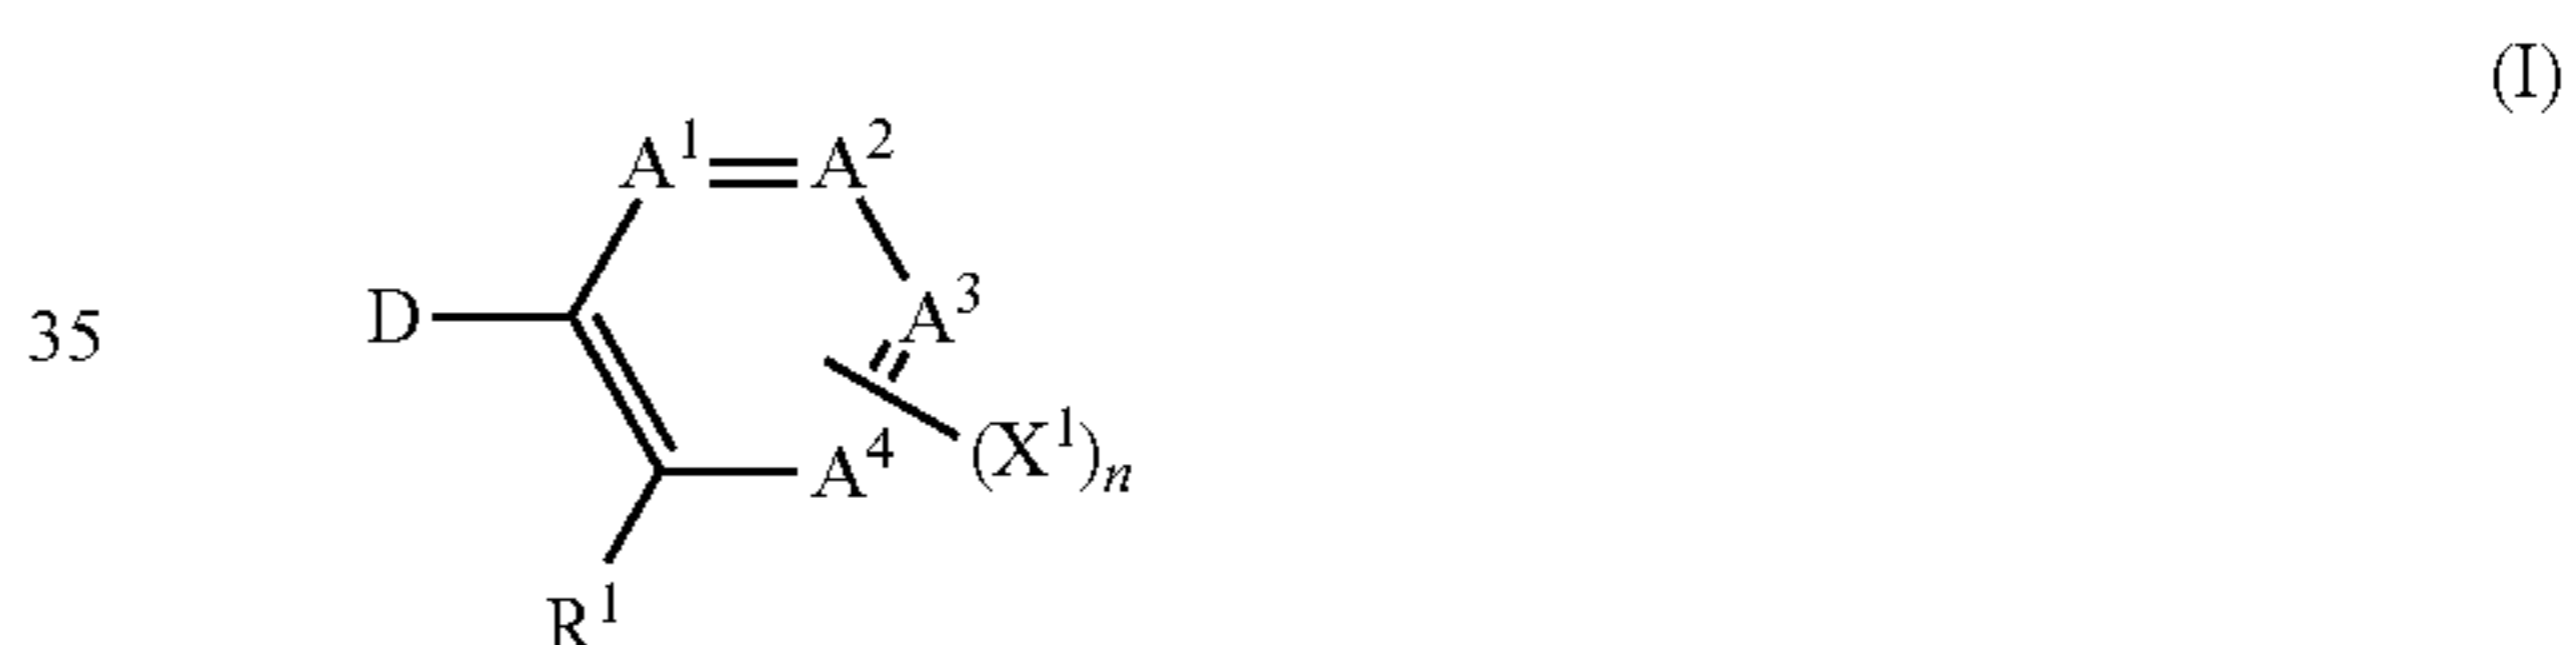 (I)
A¹ A²
A³
35 D
(X¹)ₙ
A⁴
R¹